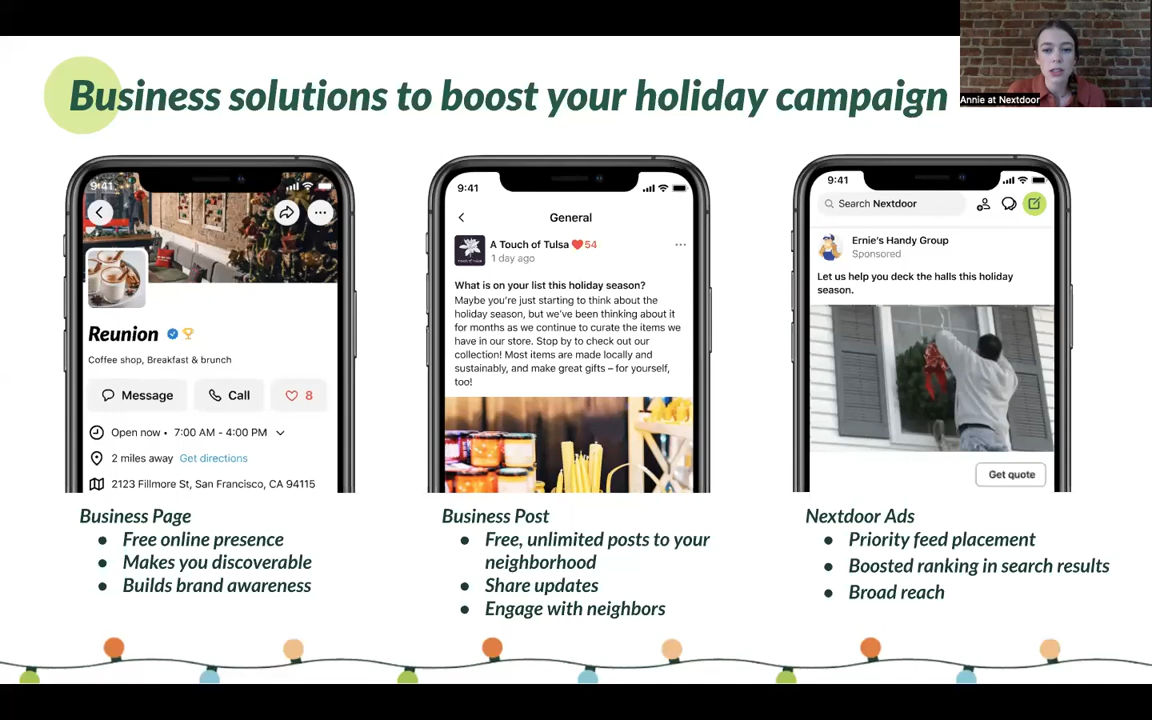 Business solutions to boost your holiday campaign
Annie at Nextdoor
9:41
Reunion
Coffee shop, Breakfast & brunch
Message
Call
8
Open now • 7:00 AM - 4:00 PM
2 miles away Get directions
2123 Fillmore St, San Francisco, CA 94115
Business Page
● Free online presence
● Makes you discoverable
● Builds brand awareness
9:41
General
A Touch of Tulsa ❤️54
1 day ago
What is on your list this holiday season?
Maybe you're just starting to think about the
holiday season, but we've been thinking about it
for months as we continue to curate the items we
have in our store. Stop by to check out our
collection! Most items are made locally and
sustainably, and make great gifts – for yourself,
too!
Business Post
● Free, unlimited posts to your
neighborhood
● Share updates
● Engage with neighbors
9:41
Search Nextdoor
Ernie's Handy Group
Sponsored
Let us help you deck the halls this holiday
season.
Get quote
Nextdoor Ads
● Priority feed placement
● Boosted ranking in search results
● Broad reach